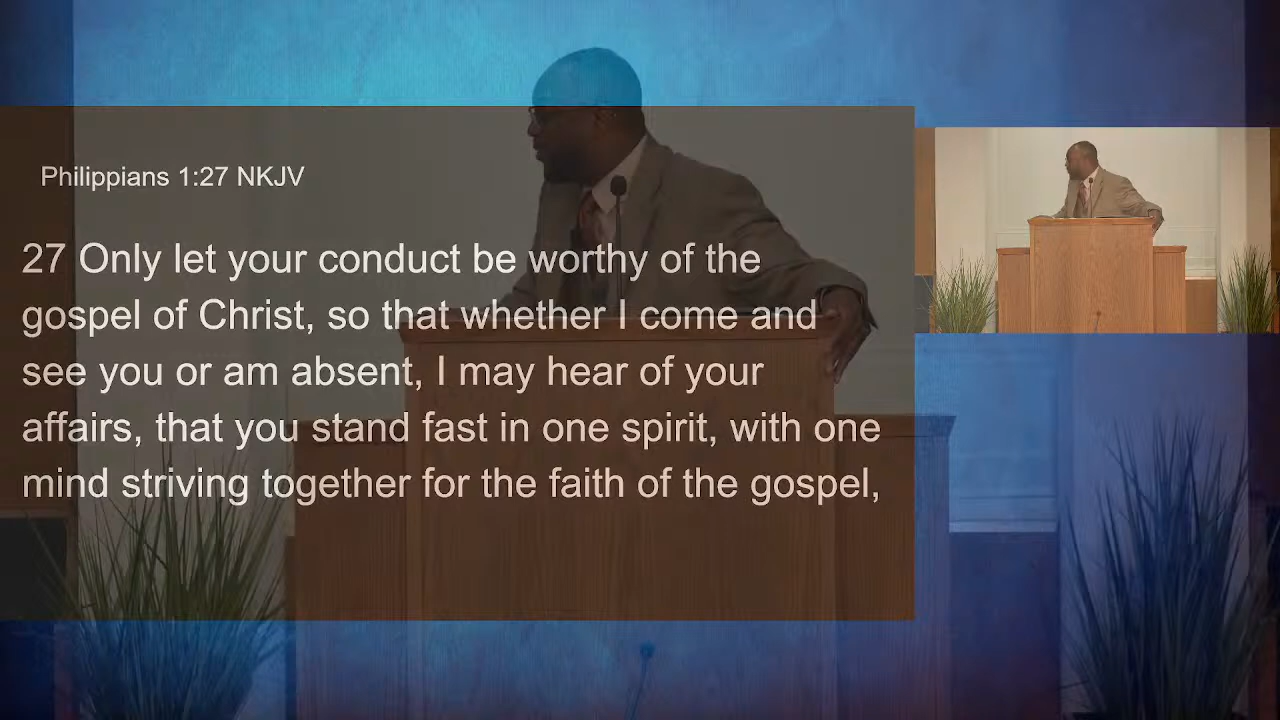 Philippians 1:27 NKJV
27 Only let your conduct be worthy of the
gospel of Christ, so that whether I come and
see you or am absent, I may hear of your
affairs, that you stand fast in one spirit, with one
mind striving together for the faith of the gospel,